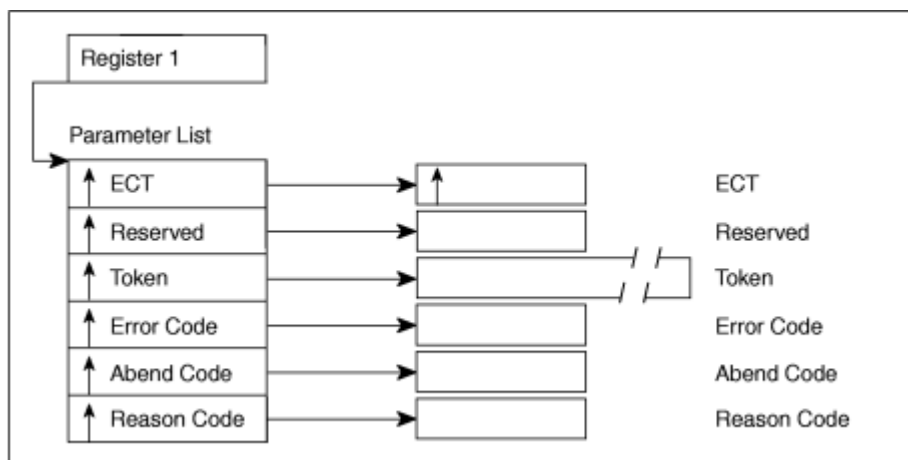 Register 1
Parameter List
ECT ECT
Reserved Reserved
Token Token
Error Code Error Code
Abend Code Abend Code
Reason Code Reason Code